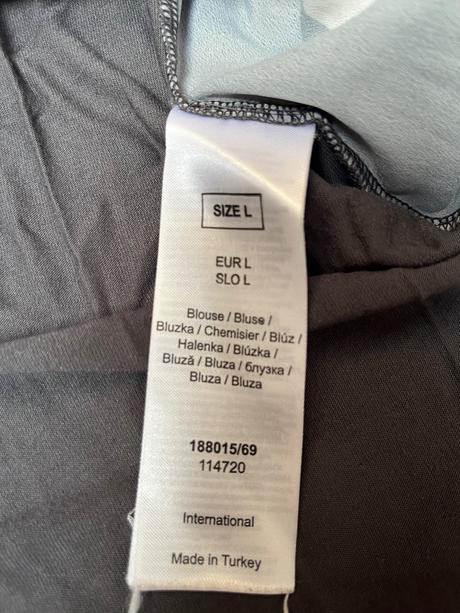 SIZE L
EUR L
SLO L
Blouse / Bluse /
Bluzka / Chemisier / Blúz /
Halenka / Blúzka /
Bluză / Bluza / блузка /
Bluza / Bluza
188015/69
114720
International
Made in Turkey